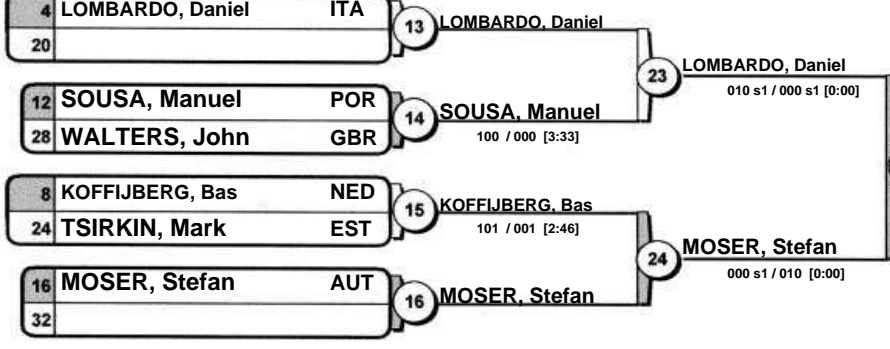 4 LOMBARDO, Daniel ITA
20
13 LOMBARDO, Daniel
12 SOUSA, Manuel POR
28 WALTERS, John GBR
14 SOUSA, Manuel
100 / 000 [3:33]
23 LOMBARDO, Daniel
010 s1 / 000 s1 [0:00]
8 KOFFIJBERG, Bas NED
24 TSIRKIN, Mark EST
15 KOFFIJBERG, Bas
101 / 001 [2:46]
16 MOSER, Stefan AUT
32
16 MOSER, Stefan
24 MOSER, Stefan
000 s1 / 010 [0:00]